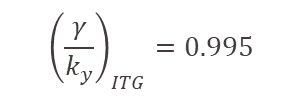 (γ/k_y)_ITG = 0.995